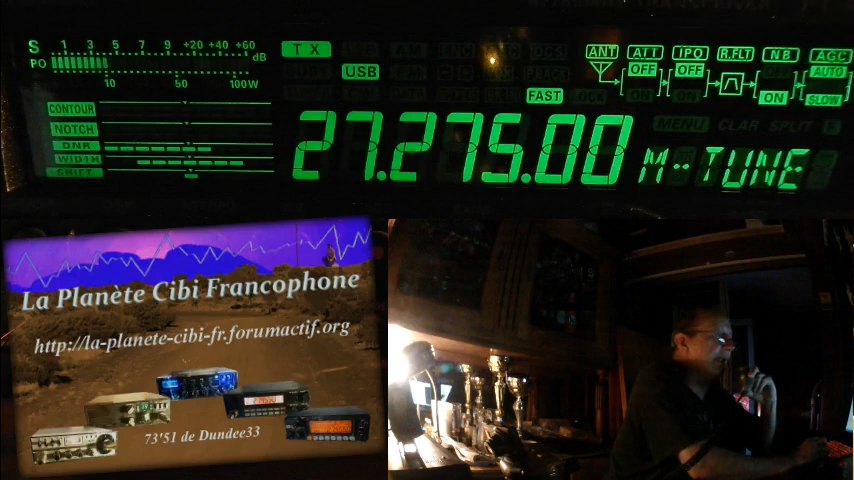 S 1 3 5 7 9 +20 +40 +60
dB
PO
10 50 100W
TX
USB
FAST
ANT ATT IPO R.FLT NB AGC
OFF OFF AUTO
ON SLOW
CONTOUR
NOTCH
DNR
WIDTH
SHIFT
MENU CLAR SPLIT
27.275.00 M--TUNE
La Planète Cibi Francophone
http://la-planete-cibi-fr.forumactif.org
73'51 de Dundee33